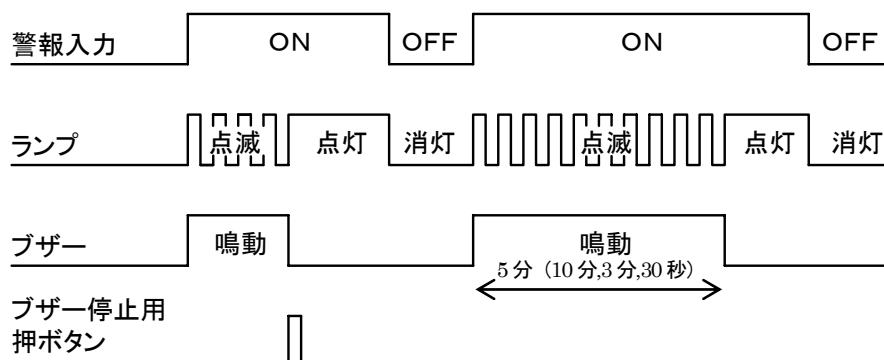 警報入力 ON OFF ON OFF
ランプ 点滅 点灯 消灯 点滅 点灯 消灯
ブザー 鳴動 鳴動
5分（10分,3分,30秒）
ブザー停止用
押ボタン